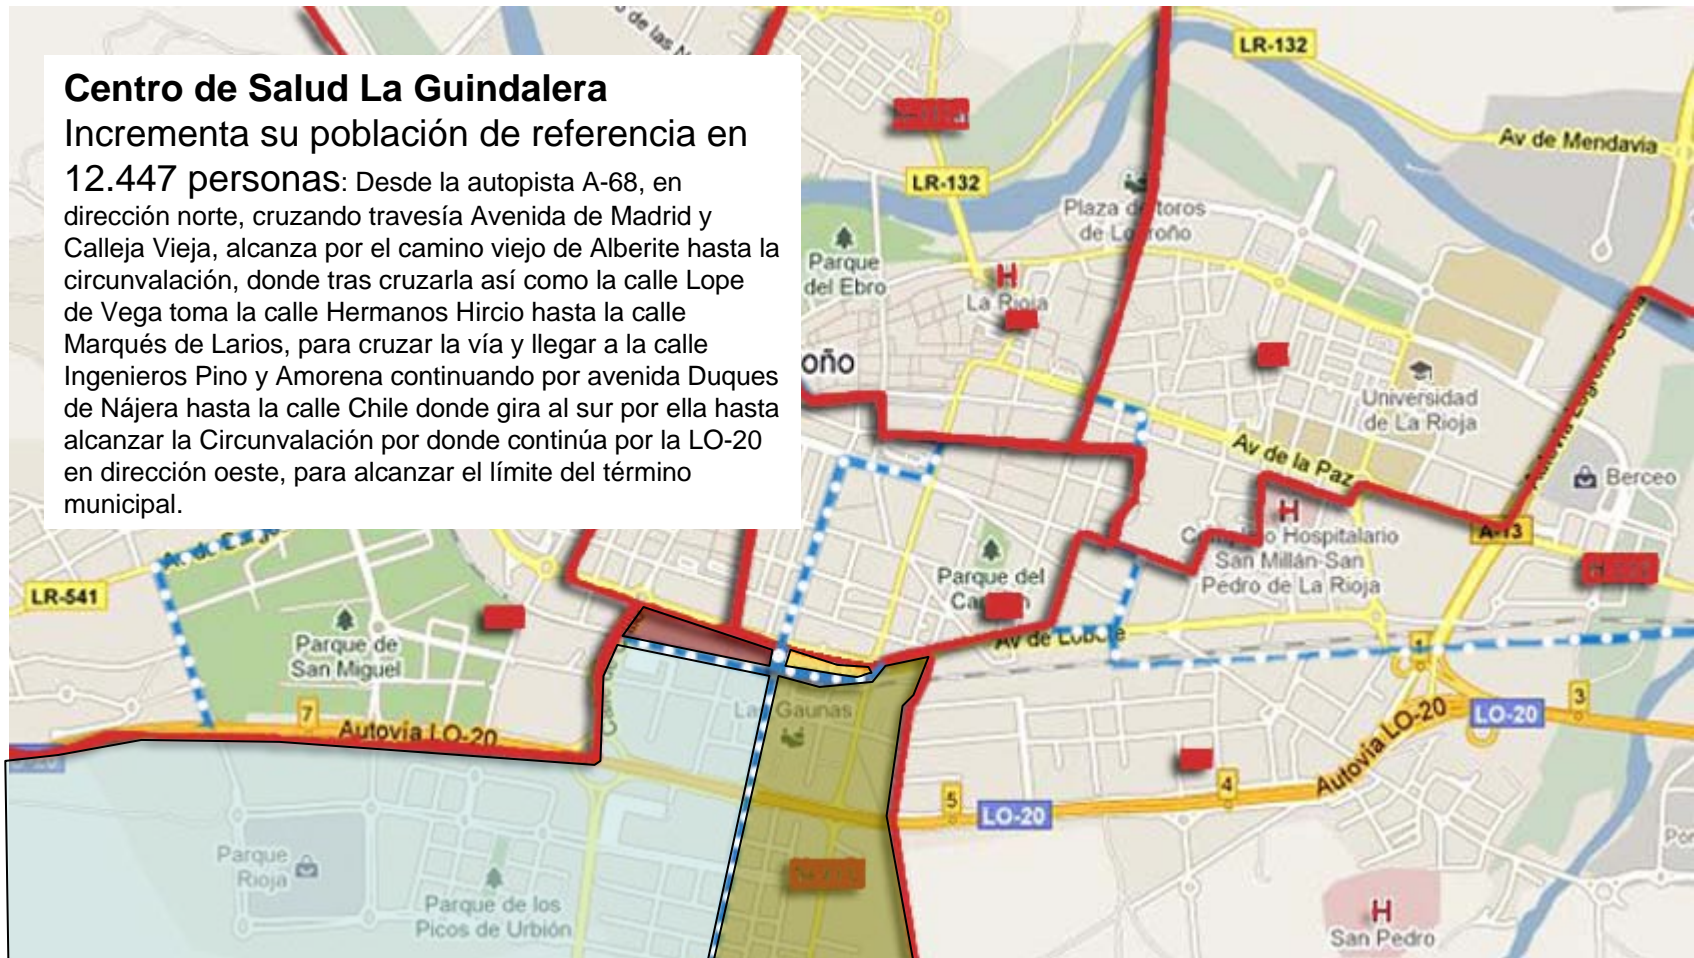 Centro de Salud La Guindalera
Incrementa su población de referencia en
12.447 personas: Desde la autopista A-68, en
dirección norte, cruzando travesía Avenida de Madrid y
Calleja Vieja, alcanza por el camino viejo de Alberite hasta la
circunvalación, donde tras cruzarla así como la calle Lope
de Vega toma la calle Hermanos Hircio hasta la calle
Marqués de Larios, para cruzar la vía y llegar a la calle
Ingenieros Pino y Amorena continuando por avenida Duques
de Nájera hasta la calle Chile donde gira al sur por ella hasta
alcanzar la Circunvalación por donde continúa por la LO-20
en dirección oeste, para alcanzar el límite del término
municipal.
de las
LR-132
Av de Mendavia
LR-132
Plaza de toros
de Logroño
Parque
del Ebro
H
La Rioja
oño
Universidad
de La Rioja
Av de la Paz
Berceo
H
Complejo Hospitalario
San Millán-San
Pedro de La Rioja
A-13
LR-541
Parque del
Av de Lobete
Parque de
San Miguel
1
3
7
Autovía LO-20
Las Gaunas
LO-20
Autovía LO-20
4
5
LO-20
Parque
Rioja
Parque de los
Picos de Urbión
H
San Pedro